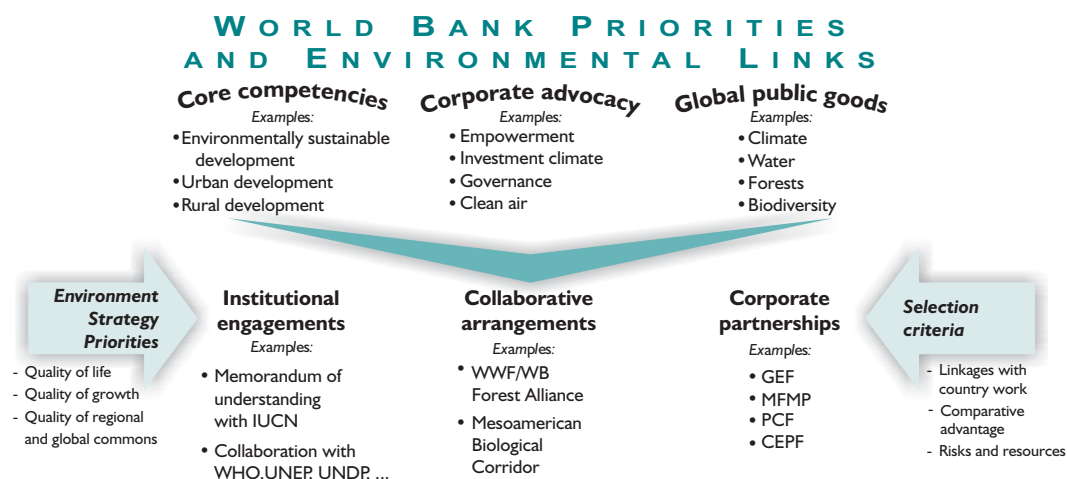 WORLD BANK PRIORITIES
AND ENVIRONMENTAL LINKS
Core competencies
Examples:
• Environmentally sustainable
development
• Urban development
• Rural development
Corporate advocacy
Examples:
• Empowerment
• Investment climate
• Governance
• Clean air
Global public goods
Examples:
• Climate
• Water
• Forests
• Biodiversity
Environment
Strategy
Priorities
- Quality of life
- Quality of growth
- Quality of regional
and global commons
Institutional
engagements
Examples:
• Memorandum of
understanding
with IUCN
• Collaboration with
WHO,UNEP, UNDP, ...
Collaborative
arrangements
Examples:
• WWF/WB
Forest Alliance
• Mesoamerican
Biological
Corridor
Corporate
partnerships
Examples:
• GEF
• MFMP
• PCF
• CEPF
Selection
criteria
- Linkages with
country work
- Comparative
advantage
- Risks and resources